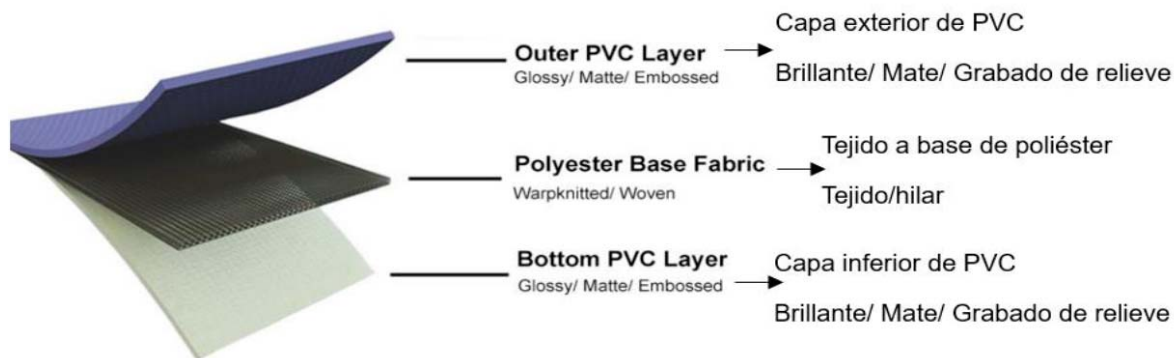 Outer PVC Layer
Glossy/ Matte/ Embossed
Capa exterior de PVC
Brillante/ Mate/ Grabado de relieve
Polyester Base Fabric
Warpknitted/ Woven
Tejido a base de poliéster
Tejido/hilar
Bottom PVC Layer
Glossy/ Matte/ Embossed
Capa inferior de PVC
Brillante/ Mate/ Grabado de relieve